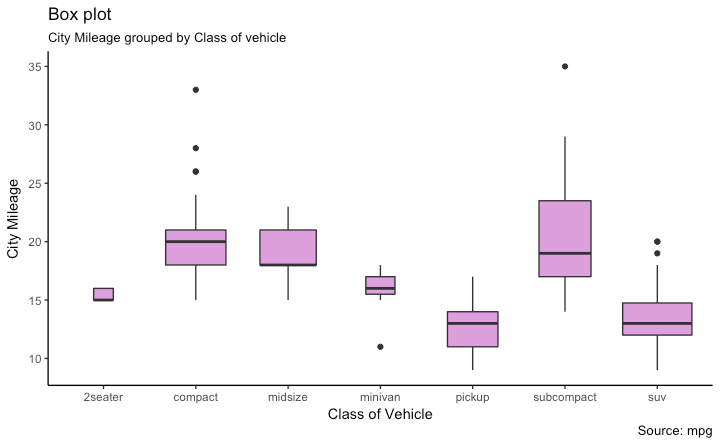 Box plot
City Mileage grouped by Class of vehicle
City Mileage
35
30
25
20
15
10
2seater compact midsize minivan pickup subcompact suv
Class of Vehicle
Source: mpg